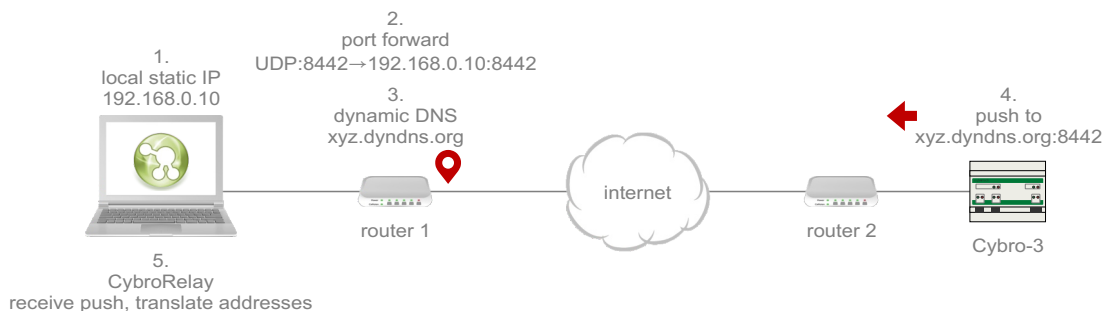 1.
local static IP
192.168.0.10
2.
port forward
UDP:8442→192.168.0.10:8442
3.
dynamic DNS
xyz.dyndns.org
4.
push to
xyz.dyndns.org:8442
internet
router 1
router 2
Cybro-3
5.
CybroRelay
receive push, translate addresses